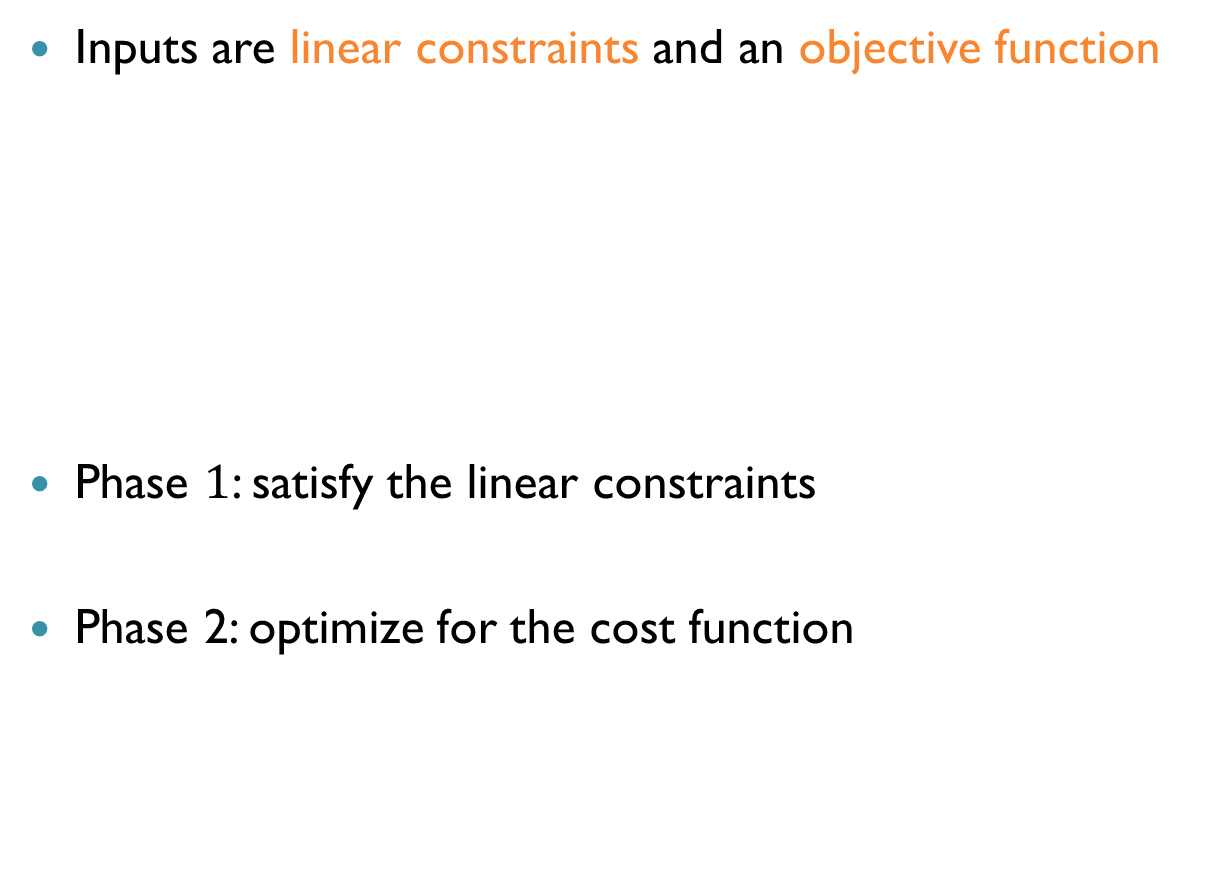 • Inputs are linear constraints and an objective function
• Phase 1: satisfy the linear constraints
• Phase 2: optimize for the cost function